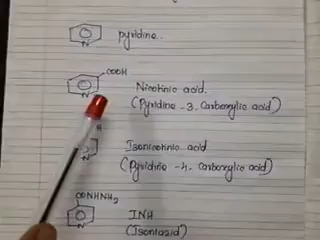 pyridine..
N
COOH
N
Nicotinic acid.
(Pyridine -3. Carboxylic acid)
H
Isonicotinic acid
(Pyridine -4. Carboxylic acid)
CONHNH2
N
INH
(Isoniazid)